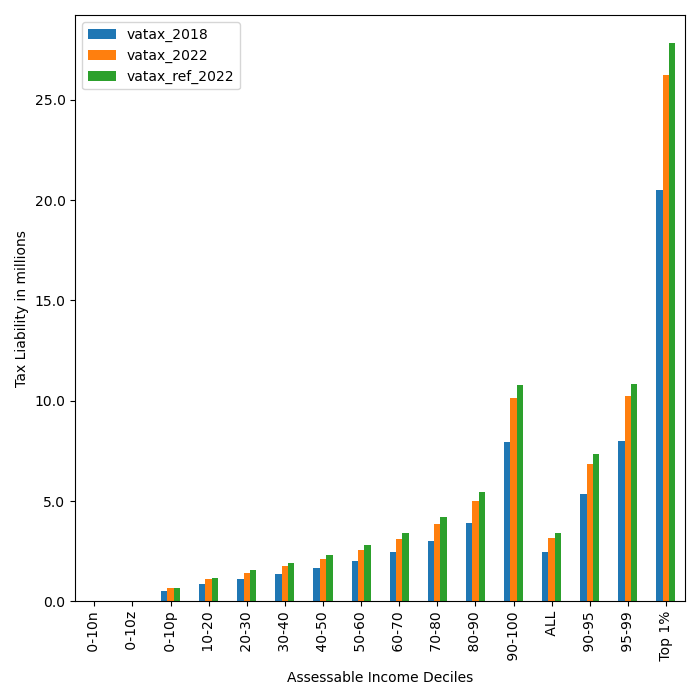 vatax_2018
vatax_2022
vatax_ref_2022
25.0
20.0
15.0
10.0
5.0
0.0
Tax Liability in millions
0-10n
0-10z
0-10p
10-20
20-30
30-40
40-50
50-60
60-70
70-80
80-90
90-100
ALL
90-95
95-99
Top 1%
Assessable Income Deciles